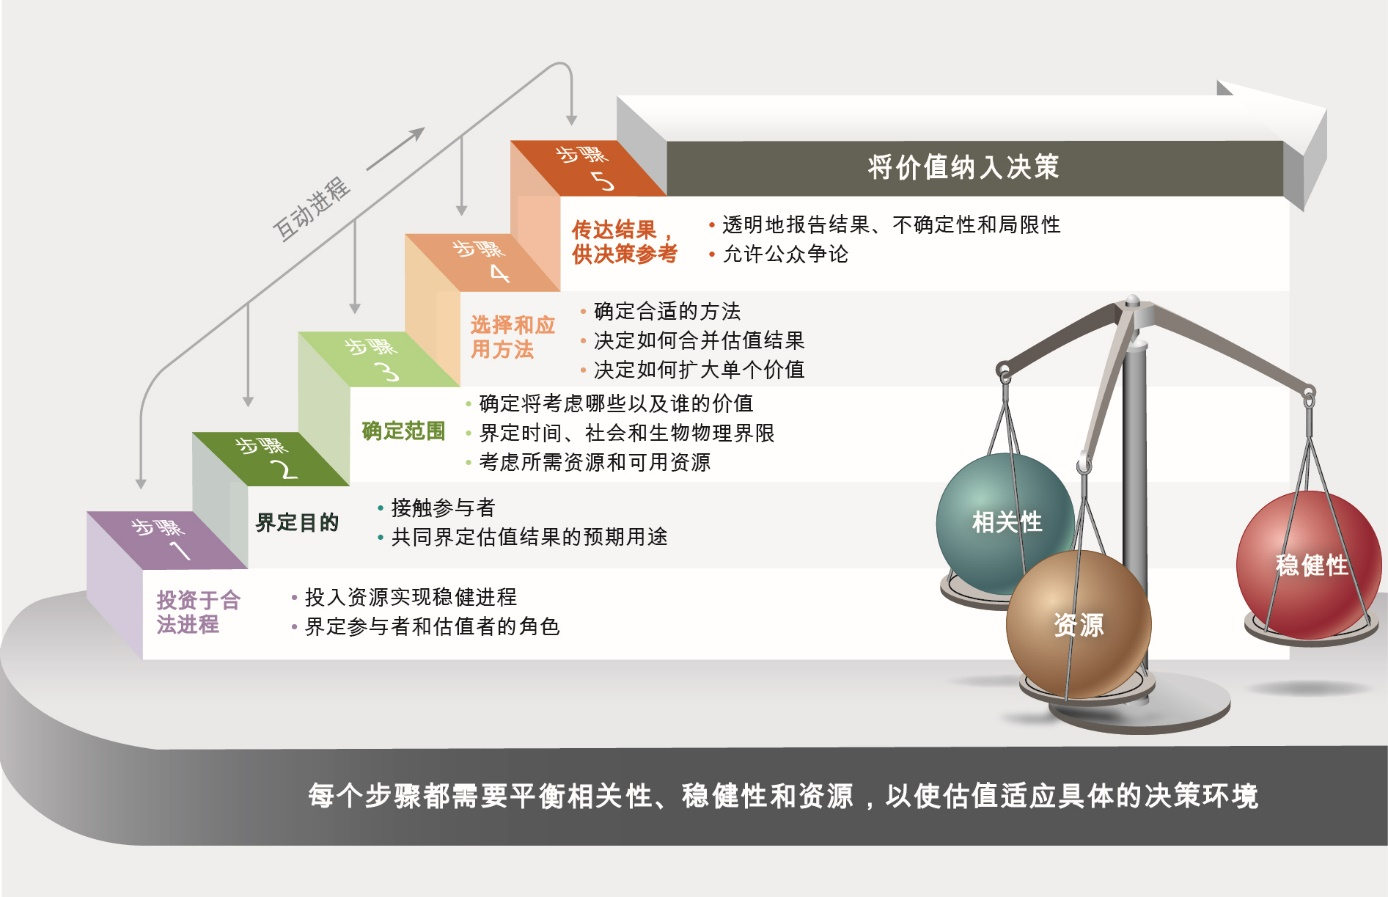 互动进程
步骤
5
将价值纳入决策
传达结果，
供决策参考
• 透明地报告结果、不确定性和局限性
• 允许公众争论
步骤
4
选择和应
用方法
• 确定合适的方法
• 决定如何合并估值结果
• 决定如何扩大单个价值
步骤
3
确定范围
• 确定将考虑哪些以及谁的价值
• 界定时间、社会和生物物理界限
• 考虑所需资源和可用资源
步骤
2
界定目的
• 接触参与者
• 共同界定估值结果的预期用途
步骤
1
投资于合
法进程
• 投入资源实现稳健进程
• 界定参与者和估值者的角色
相关性
资源
稳健性
每个步骤都需要平衡相关性、稳健性和资源，以使估值适应具体的决策环境